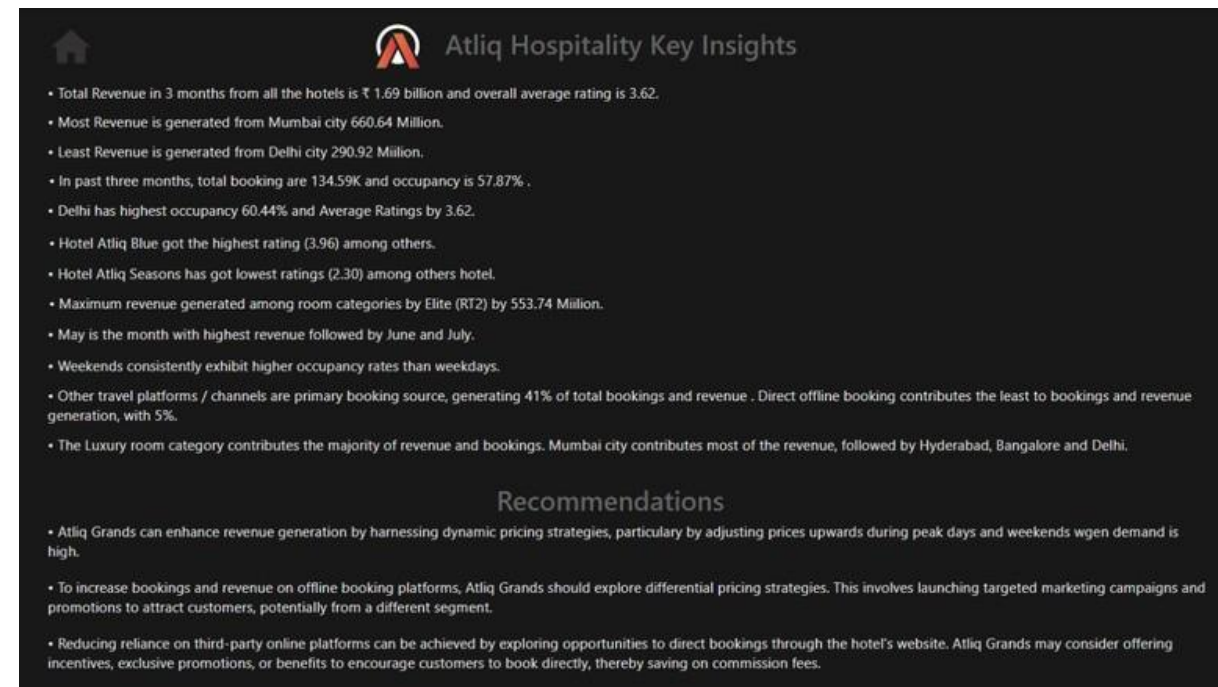 Atliq Hospitality Key Insights
• Total Revenue in 3 months from all the hotels is ₹ 1.69 billion and overall average rating is 3.62.
• Most Revenue is generated from Mumbai city 660.64 Million.
• Least Revenue is generated from Delhi city 290.92 Miilion.
• In past three months, total booking are 134.59K and occupancy is 57.87% .
• Delhi has highest occupancy 60.44% and Average Ratings by 3.62.
• Hotel Atliq Blue got the highest rating (3.96) among others.
• Hotel Atliq Seasons has got lowest ratings (2.30) among others hotel.
• Maximum revenue generated among room categories by Elite (RT2) by 553.74 Miilion.
• May is the month with highest revenue followed by June and July.
• Weekends consistently exhibit higher occupancy rates than weekdays.
• Other travel platforms / channels are primary booking source, generating 41% of total bookings and revenue . Direct offline booking contributes the least to bookings and revenue
generation, with 5%.
• The Luxury room category contributes the majority of revenue and bookings. Mumbai city contributes most of the revenue, followed by Hyderabad, Bangalore and Delhi.
Recommendations
• Atliq Grands can enhance revenue generation by harnessing dynamic pricing strategies, particulary by adjusting prices upwards during peak days and weekends wgen demand is
high.
• To increase bookings and revenue on offline booking platforms, Atliq Grands should explore differential pricing strategies. This involves launching targeted marketing campaigns and
promotions to attract customers, potentially from a different segment.
• Reducing reliance on third-party online platforms can be achieved by exploring opportunities to direct bookings through the hotel's website. Atliq Grands may consider offering
incentives, exclusive promotions, or benefits to encourage customers to book directly, thereby saving on commission fees.